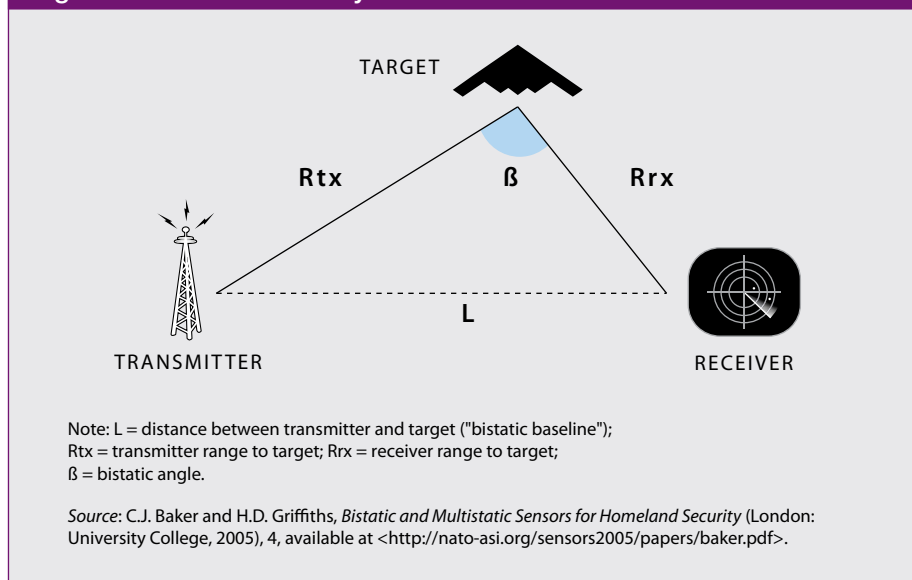 TARGET
Rtx
ß
Rrx
L
TRANSMITTER
RECEIVER
Note: L = distance between transmitter and target ("bistatic baseline");
Rtx = transmitter range to target; Rrx = receiver range to target;
ß = bistatic angle.
Source: C.J. Baker and H.D. Griffiths, Bistatic and Multistatic Sensors for Homeland Security (London:
University College, 2005), 4, available at <http://nato-asi.org/sensors2005/papers/baker.pdf>.